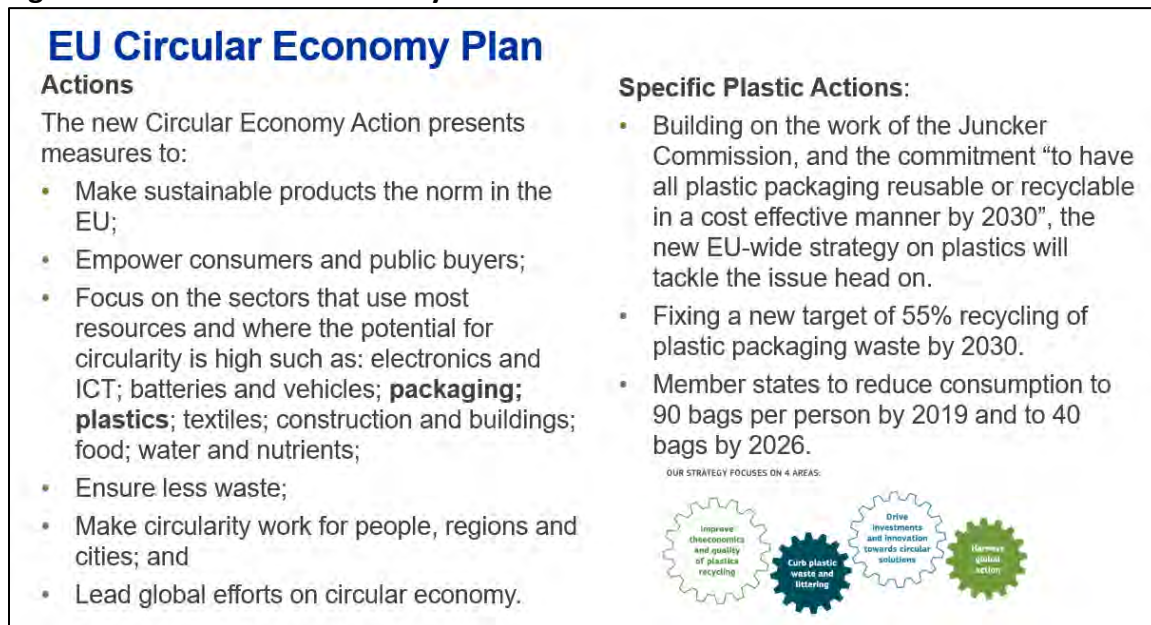 EU Circular Economy Plan
Actions
The new Circular Economy Action presents
measures to:
• Make sustainable products the norm in the
EU;
• Empower consumers and public buyers;
• Focus on the sectors that use most
resources and where the potential for
circularity is high such as: electronics and
ICT; batteries and vehicles; packaging;
plastics; textiles; construction and buildings;
food; water and nutrients;
• Ensure less waste;
• Make circularity work for people, regions and
cities; and
• Lead global efforts on circular economy.
Specific Plastic Actions:
• Building on the work of the Juncker
Commission, and the commitment “to have
all plastic packaging reusable or recyclable
in a cost effective manner by 2030”, the
new EU-wide strategy on plastics will
tackle the issue head on.
• Fixing a new target of 55% recycling of
plastic packaging waste by 2030.
• Member states to reduce consumption to
90 bags per person by 2019 and to 40
bags by 2026.
OUR STRATEGY FOCUSES ON 4 AREAS:
Improve
theeconomics
and quality
of plastics
recycling
Curb plastic
waste and
littering
Drive
investments
and innovation
towards circular
solutions
Harness
global
action